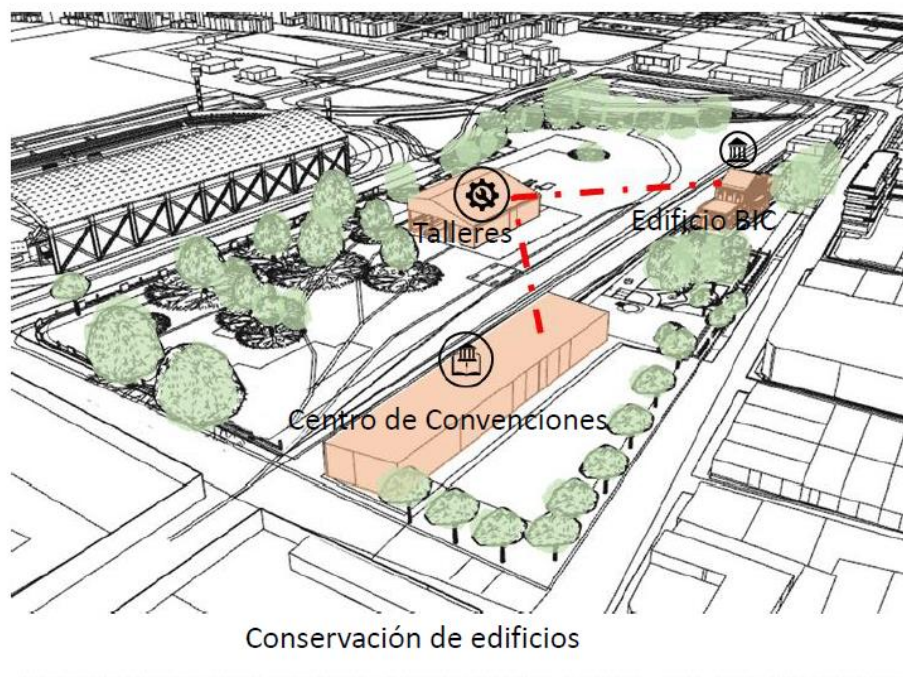 Talleres
Edificio BIC
Centro de Convenciones
Conservación de edificios